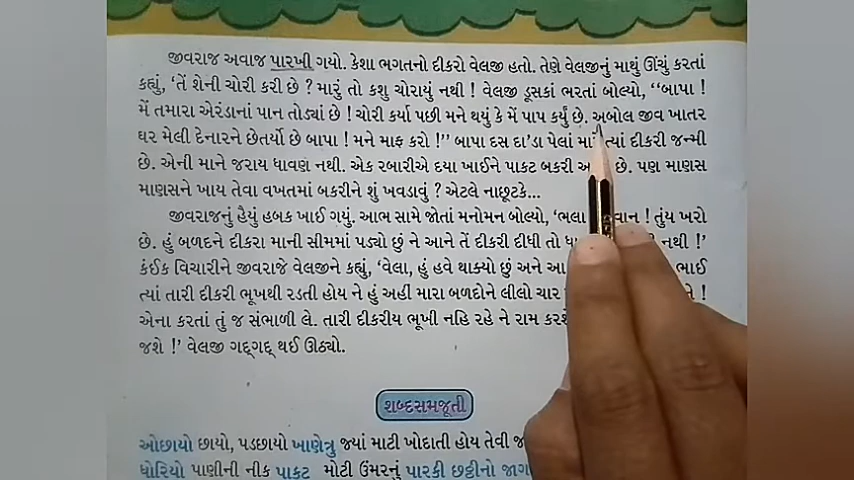 જીવરાજ અવાજ પારખી ગયો. કેશા ભગતનો દીકરો વેલજી હતો. તેણે વેલજીનું માથું ઊંચું કરતાં
કહ્યું, ‘તેં શેની ચોરી કરી છે ? મારું તો કશુ ચોરાયું નથી ! વેલજી ડૂસકાં ભરતાં બોલ્યો, “બાપા !
મેં તમારા એરંડાનાં પાન તોડ્યાં છે ! ચોરી કર્યા પછી મને થયું કે મેં પાપ કર્યું છે. અબોલ જીવ ખાતર
ઘર મેલી દેનારને છેતર્યો છે બાપા ! મને માફ કરો !” બાપા દસ દા’ડા પેલાં ત્યાં દીકરી જન્મી
છે. એની માને જરાય ધાવણ નથી. એક રબારીએ દયા ખાઈને પાકટ બકરી છે. પણ માણસ
માણસને ખાય તેવા વખતમાં બકરીને શું ખવડાવું ? એટલે નાછૂટકે...
જીવરાજનું હૈયું હબક ખાઈ ગયું. આભ સામે જોતાં મનોમન બોલ્યો, ‘ભલા ! તુંય ખરો
છે. હું બળદને દીકરા માની સીમમાં પડ્યો છું ને આને તેં દીકરી દીધી તો નથી !’
કંઈક વિચારીને જીવરાજે વેલજીને કહ્યું, ‘વેલા, હું હવે થાક્યો છું અને ભાઈ
ત્યાં તારી દીકરી ભૂખથી રડતી હોય ને હું અહીં મારા બળદોને લીલો ચાર !
એના કરતાં તું જ સંભાળી લે. તારી દીકરીય ભૂખી નહિ રહે ને રામ
જશે !’ વેલજી ગદ્ગદ્ થઈ ઊઠ્યો.
શબ્દસમજૂતી
ઓછાયો છાયો, પડછાયો ખાણેત્રુ જ્યાં માટી ખોદાતી હોય તેવી
ધોરિયો પાણીની નીક પાકટ મોટી ઉંમરનું પારકી છઠ્ઠીનો